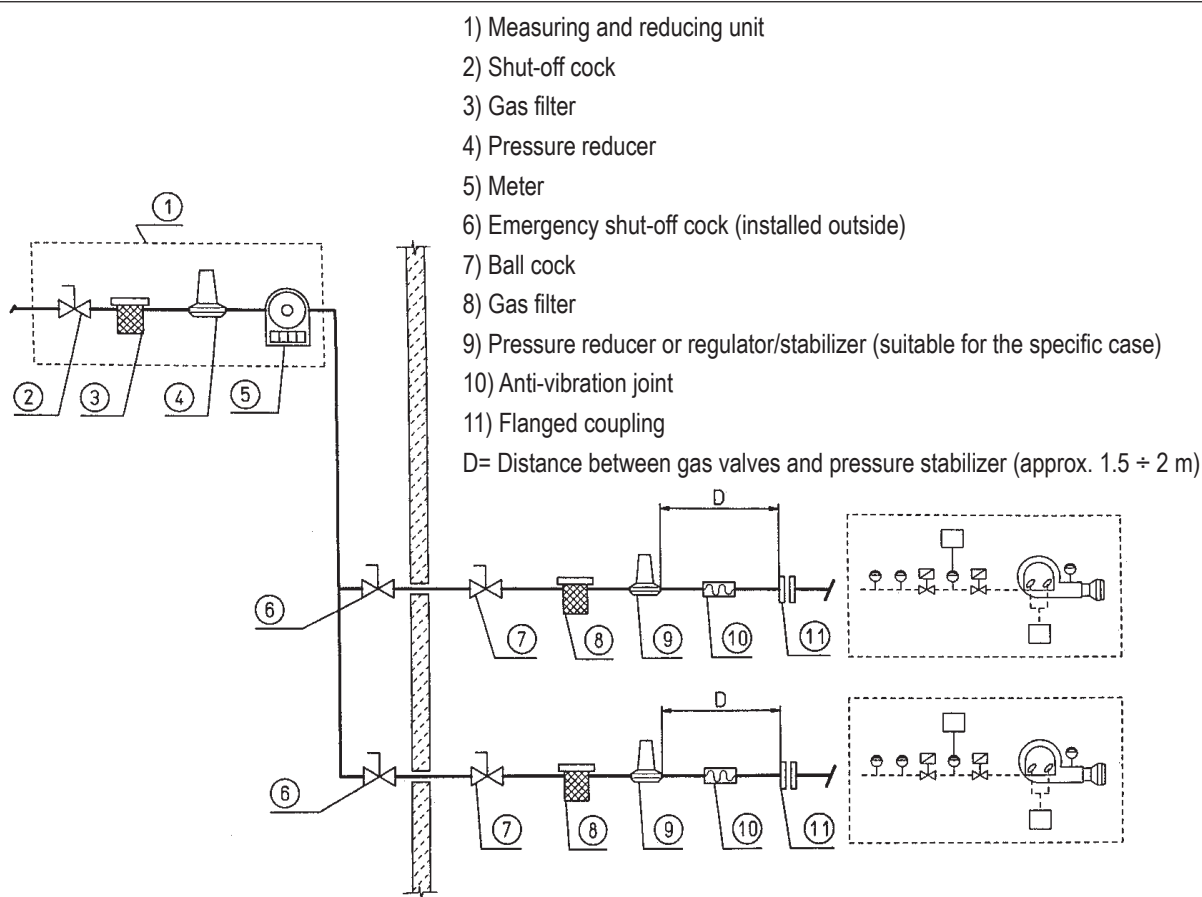 1) Measuring and reducing unit
2) Shut-off cock
3) Gas filter
4) Pressure reducer
5) Meter
6) Emergency shut-off cock (installed outside)
7) Ball cock
8) Gas filter
9) Pressure reducer or regulator/stabilizer (suitable for the specific case)
10) Anti-vibration joint
11) Flanged coupling
D= Distance between gas valves and pressure stabilizer (approx. 1.5 ÷ 2 m)
1
2 3 4 5
D
6 7 8 9 10 11
D
6 7 8 9 10 11